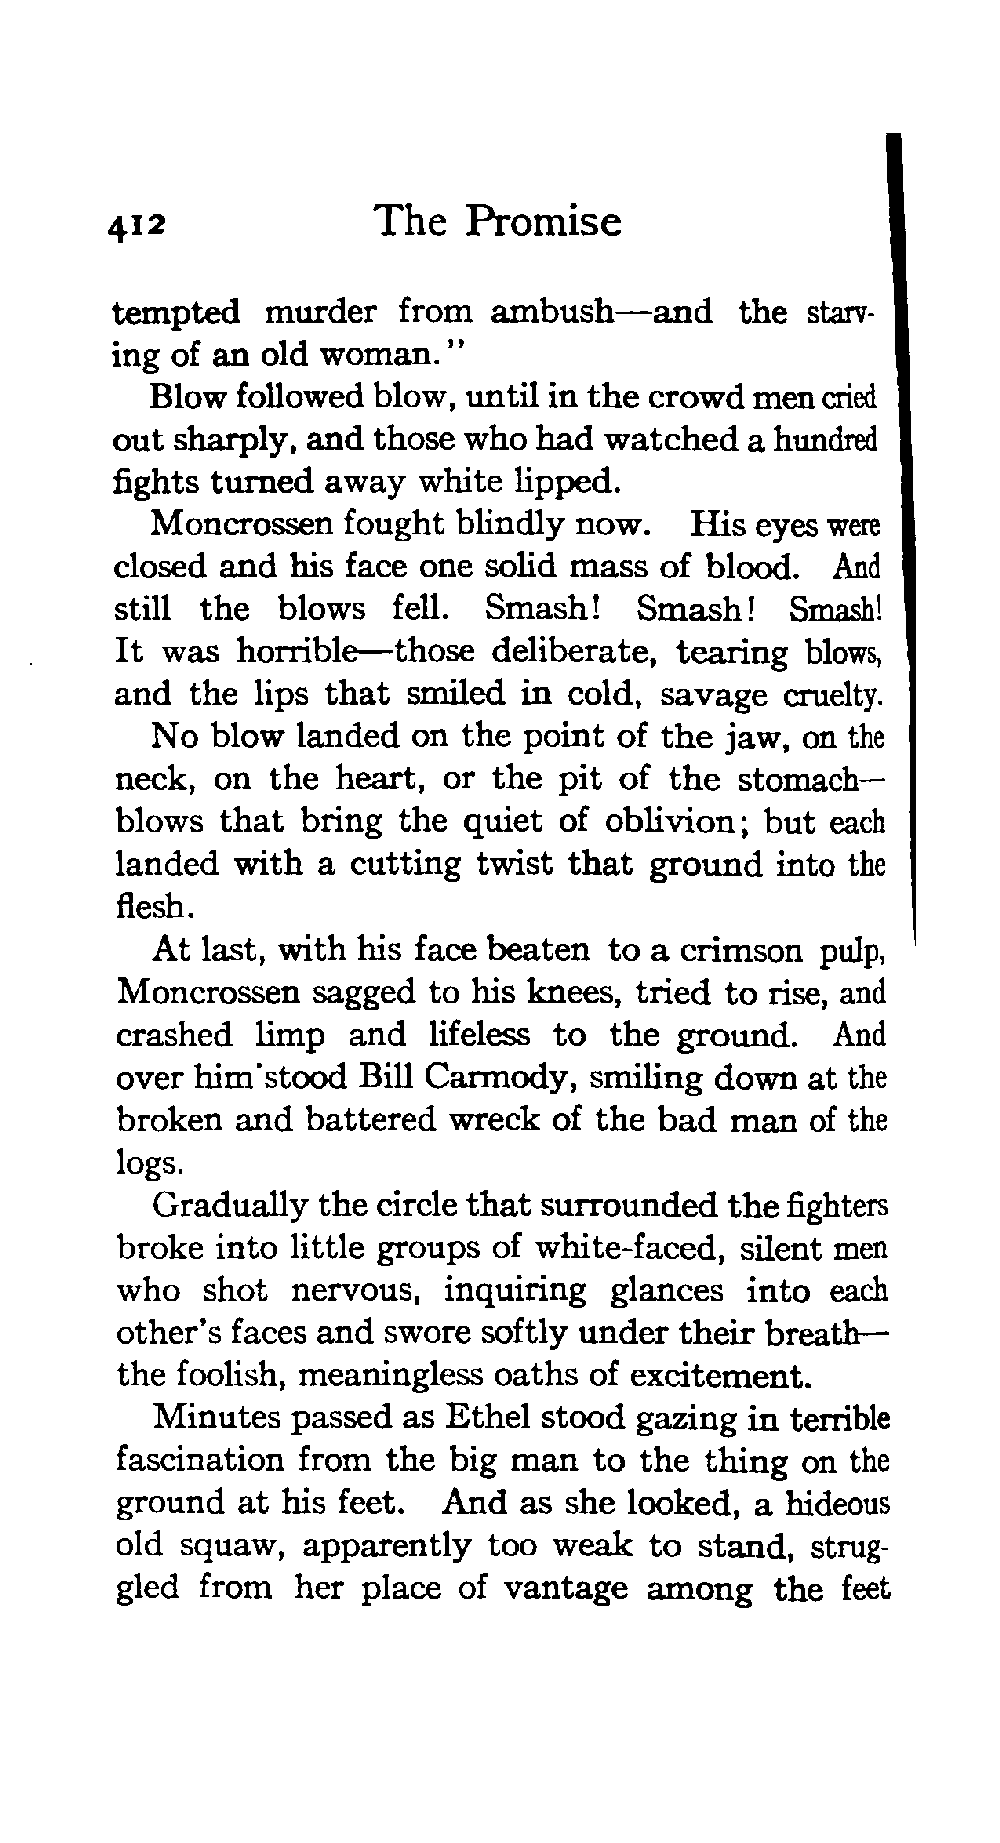 412 The Promise
tempted murder from ambush—and the starv-
ing of an old woman."
Blow followed blow, until in the crowd men cried
out sharply, and those who had watched a hundred
fights turned away white lipped.
Moncrossen fought blindly now. His eyes were
closed and his face one solid mass of blood. And
still the blows fell. Smash! Smash! Smash!
It was horrible—those deliberate, tearing blows,
and the lips that smiled in cold, savage cruelty.
No blow landed on the point of the jaw, on the
neck, on the heart, or the pit of the stomach—
blows that bring the quiet of oblivion; but each
landed with a cutting twist that ground into the
flesh.
At last, with his face beaten to a crimson pulp,
Moncrossen sagged to his knees, tried to rise, and
crashed limp and lifeless to the ground. And
over him stood Bill Carmody, smiling down at the
broken and battered wreck of the bad man of the
logs.
Gradually the circle that surrounded the fighters
broke into little groups of white-faced, silent men
who shot nervous, inquiring glances into each
other's faces and swore softly under their breath—
the foolish, meaningless oaths of excitement.
Minutes passed as Ethel stood gazing in terrible
fascination from the big man to the thing on the
ground at his feet. And as she looked, a hideous
old squaw, apparently too weak to stand, strug-
gled from her place of vantage among the feet